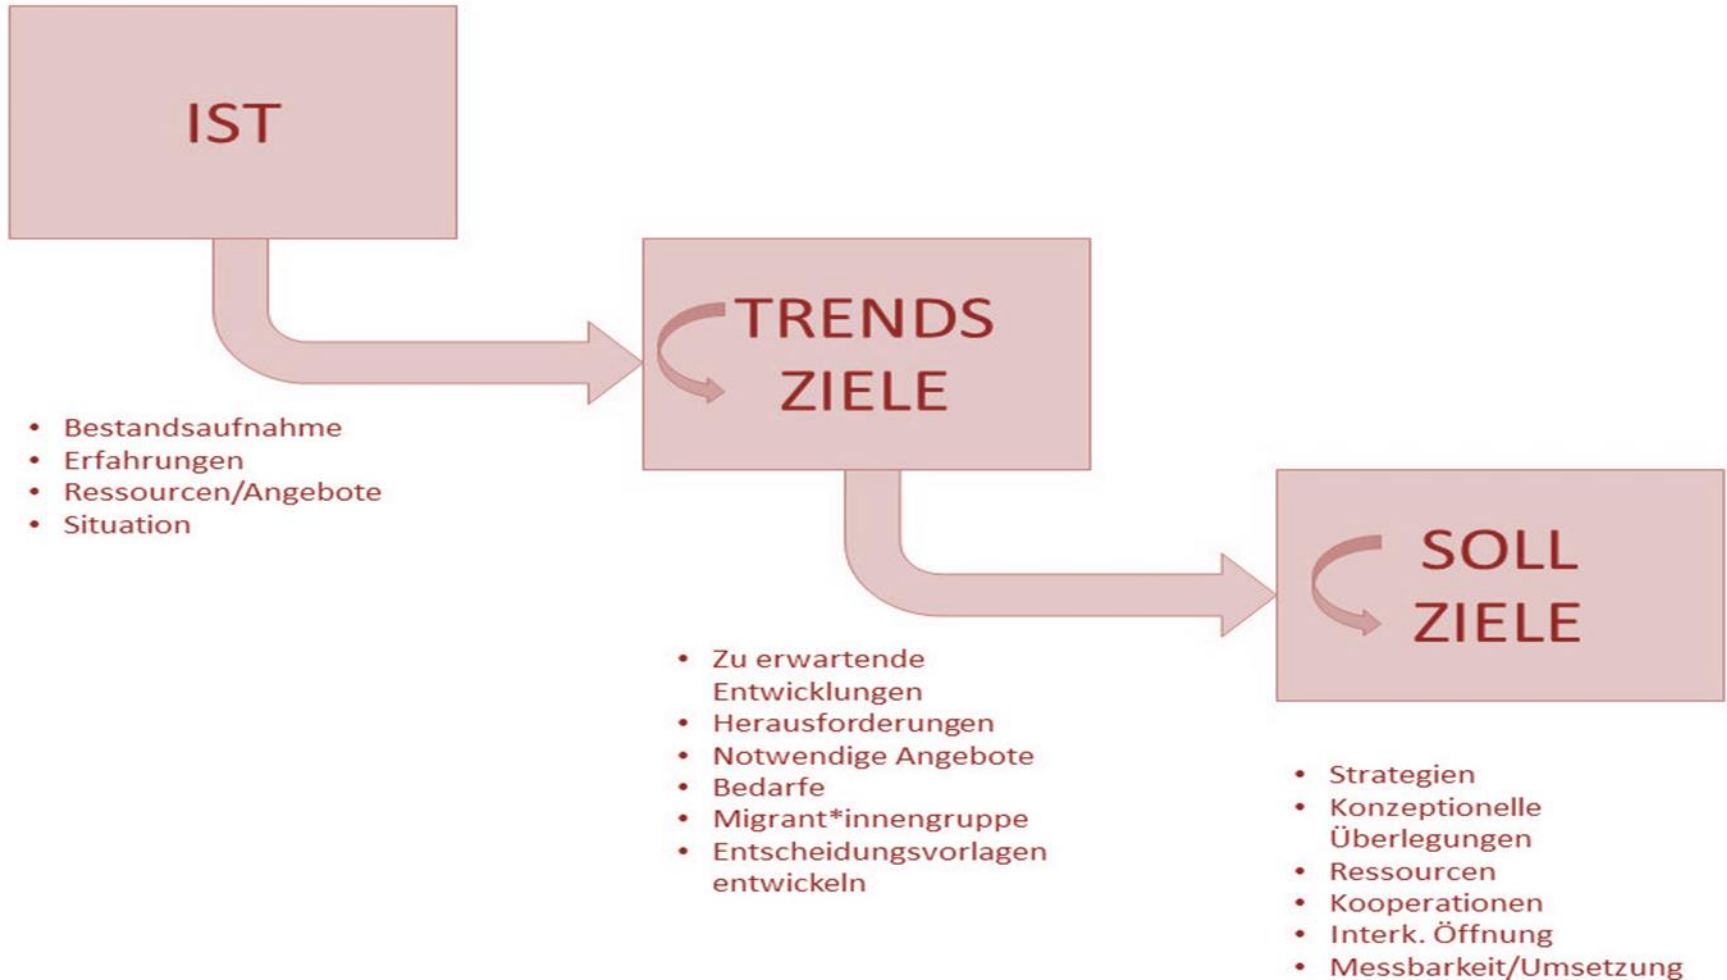 IST
• Bestandsaufnahme
• Erfahrungen
• Ressourcen/Angebote
• Situation
TRENDS
ZIELE
• Zu erwartende
Entwicklungen
• Herausforderungen
• Notwendige Angebote
• Bedarfe
• Migrant*innengruppe
• Entscheidungsvorlagen
entwickeln
SOLL
ZIELE
• Strategien
• Konzeptionelle
Überlegungen
• Ressourcen
• Kooperationen
• Interk. Öffnung
• Messbarkeit/Umsetzung